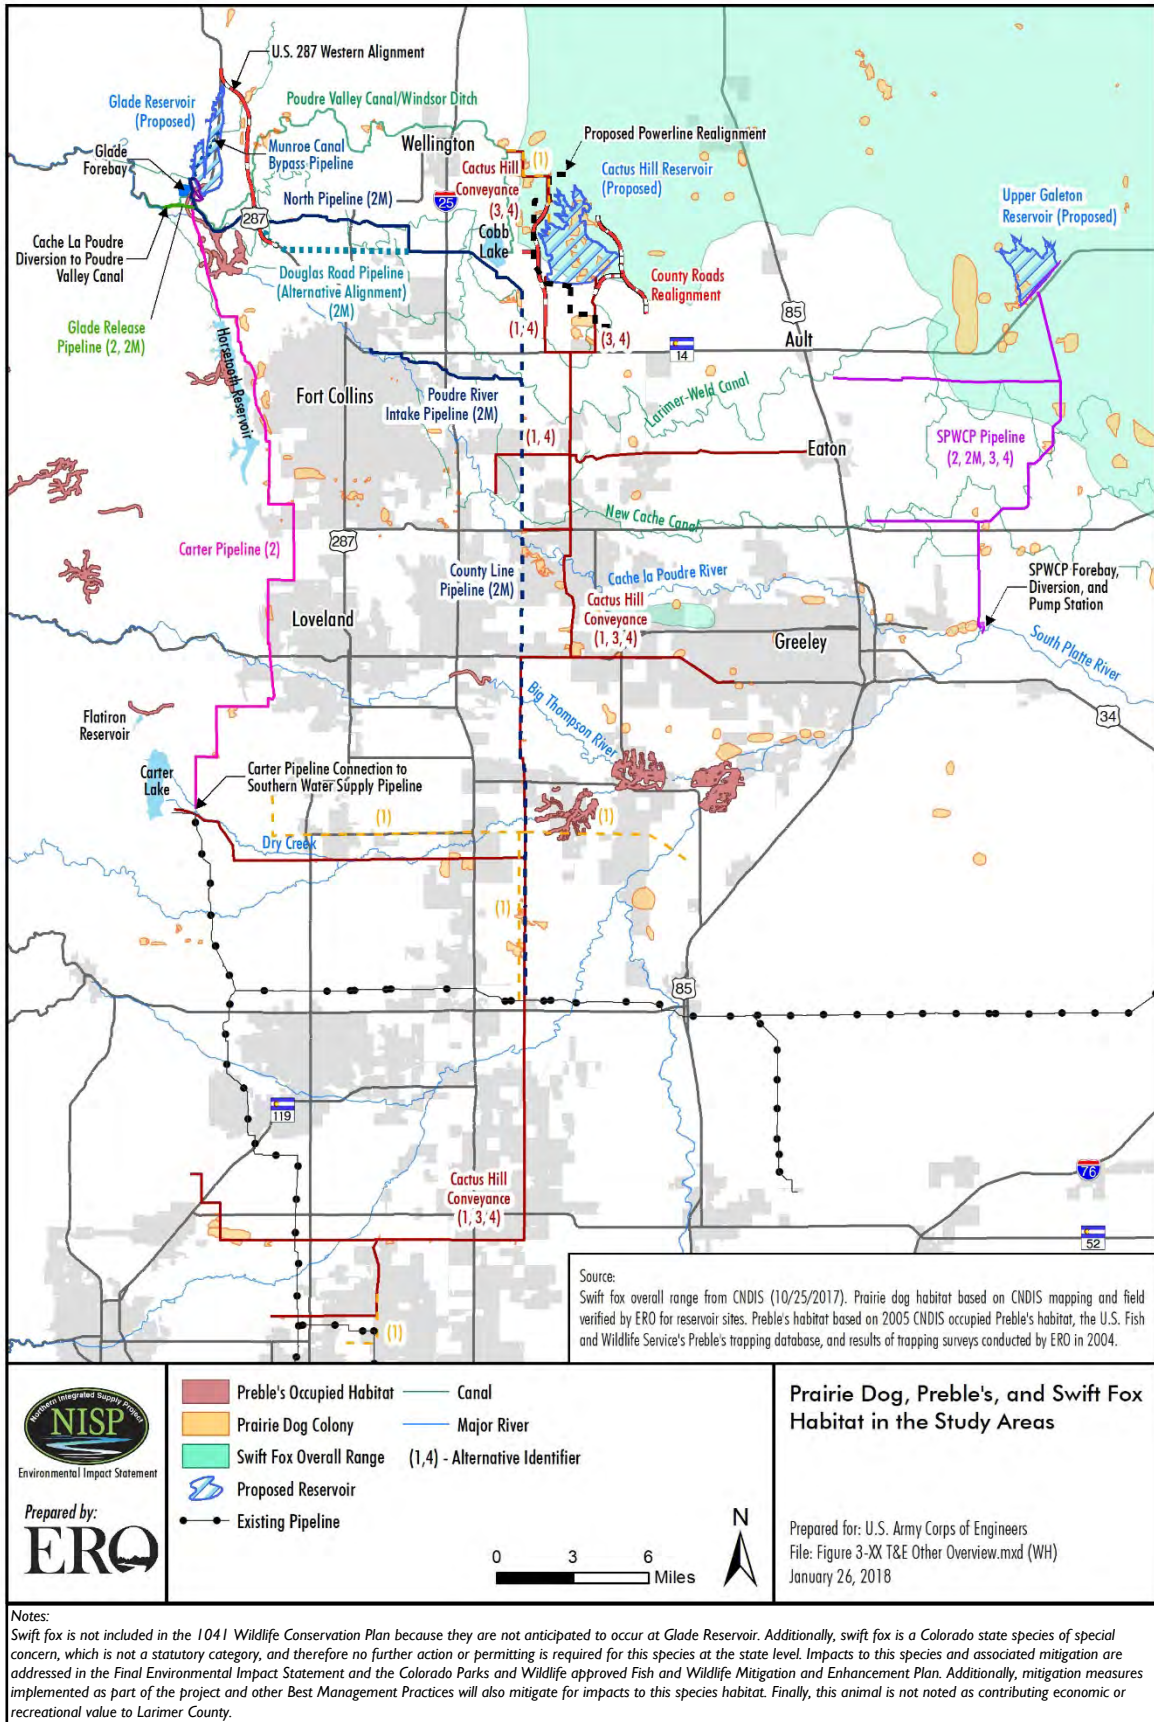 U.S. 287 Western Alignment
Glade Reservoir
(Proposed)
Poudre Valley Canal/Windsor Ditch
Glade
Forebay
Munroe Canal
Bypass Pipeline
Wellington
Proposed Powerline Realignment
(1)
Cactus Hill
Conveyance
(3, 4)
Cactus Hill Reservoir
(Proposed)
Upper Galeton
Reservoir (Proposed)
North Pipeline (2M)
25
287
Cobb
Lake
Cache La Poudre
Diversion to Poudre
Valley Canal
Douglas Road Pipeline
(Alternative Alignment)
(2M)
County Roads
Realignment
85
Ault
Glade Release
Pipeline (2, 2M)
Horsetooth Reservoir
(1, 4)
(3, 4)
14
Fort Collins
Poudre River
Intake Pipeline (2M)
Larimer-Weld Canal
(1, 4)
Eaton
SPWCP Pipeline
(2, 2M, 3, 4)
New Cache Canal
Carter Pipeline (2)
287
County Line
Pipeline (2M)
Cache la Poudre River
SPWCP Forebay,
Diversion, and
Pump Station
Loveland
Cactus Hill
Conveyance
(1, 3, 4)
Greeley
South Platte River
Big Thompson River
34
Flatiron
Reservoir
Carter
Lake
Carter Pipeline Connection to
Southern Water Supply Pipeline
(1)
(1)
Dry Creek
(1)
85
119
Cactus Hill
Conveyance
(1, 3, 4)
76
52
(1)
Source:
Swift fox overall range from CNDIS (10/25/2017). Prairie dog habitat based on CNDIS mapping and field
verified by ERO for reservoir sites. Preble's habitat based on 2005 CNDIS occupied Preble's habitat, the U.S. Fish
and Wildlife Service's Preble's trapping database, and results of trapping surveys conducted by ERO in 2004.
Northern Integrated Supply Project
NISP
Environmental Impact Statement
Prepared by:
ERO
Preble's Occupied Habitat
Prairie Dog Colony
Swift Fox Overall Range
Proposed Reservoir
Existing Pipeline
Canal
Major River
(1,4) - Alternative Identifier
0 3 6
Miles
N
Prairie Dog, Preble's, and Swift Fox
Habitat in the Study Areas
Prepared for: U.S. Army Corps of Engineers
File: Figure 3-XX T&E Other Overview.mxd (WH)
January 26, 2018
Notes:
Swift fox is not included in the 1041 Wildlife Conservation Plan because they are not anticipated to occur at Glade Reservoir. Additionally, swift fox is a Colorado state species of special
concern, which is not a statutory category, and therefore no further action or permitting is required for this species at the state level. Impacts to this species and associated mitigation are
addressed in the Final Environmental Impact Statement and the Colorado Parks and Wildlife approved Fish and Wildlife Mitigation and Enhancement Plan. Additionally, mitigation measures
implemented as part of the project and other Best Management Practices will also mitigate for impacts to this species habitat. Finally, this animal is not noted as contributing economic or
recreational value to Larimer County.